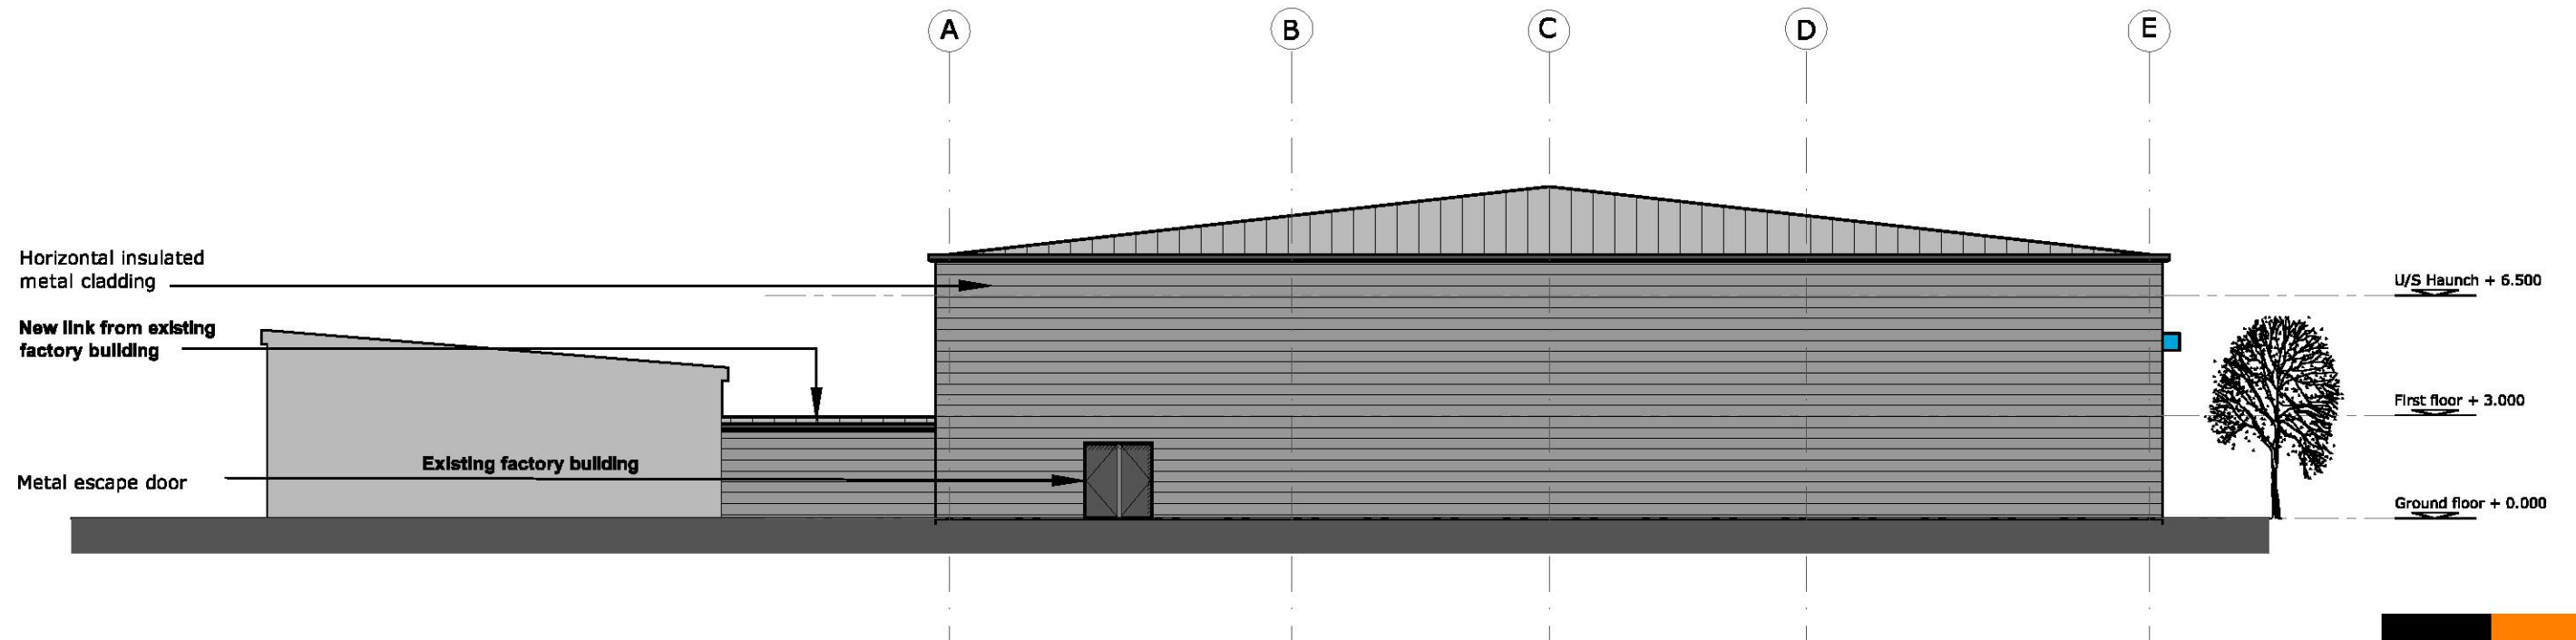 A
B
C
D
E
Horizontal insulated
metal cladding
U/S Haunch + 6.500
New link from existing
factory building
First floor + 3.000
Existing factory building
Metal escape door
Ground floor + 0.000